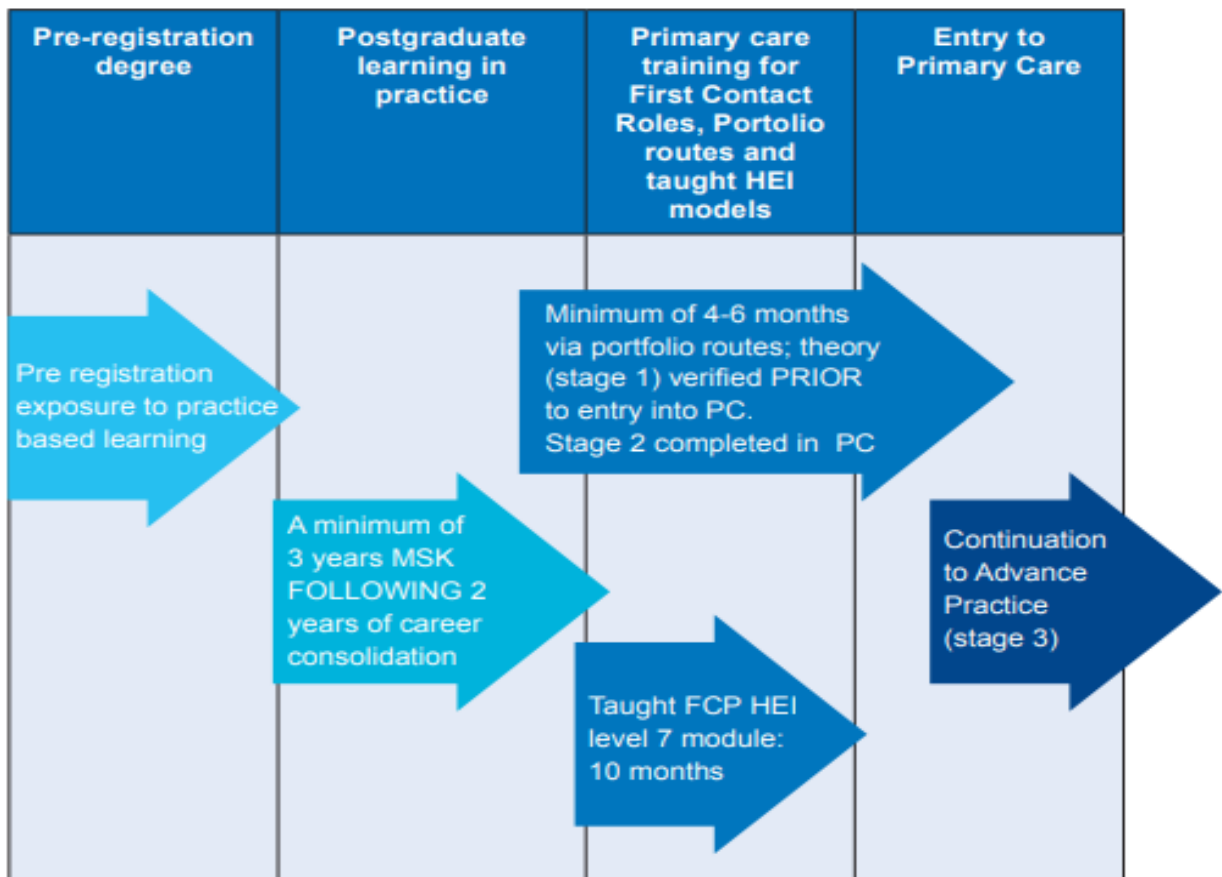 Pre-registration
degree
Postgraduate
learning in
practice
Primary care
training for
First Contact
Roles, Portolio
routes and
taught HEI
models
Entry to
Primary Care
Pre registration
exposure to practice
based learning
A minimum of
3 years MSK
FOLLOWING 2
years of career
consolidation
Minimum of 4-6 months
via portfolio routes; theory
(stage 1) verified PRIOR
to entry into PC.
Stage 2 completed in PC
Taught FCP HEI
level 7 module:
10 months
Continuation
to Advance
Practice
(stage 3)